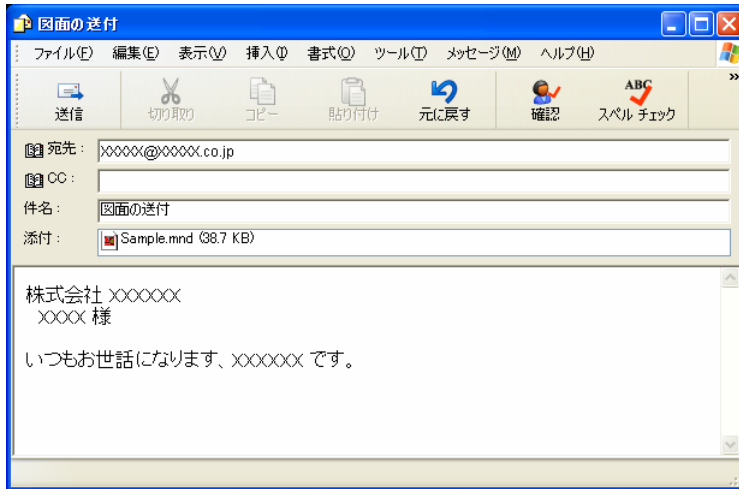 図面の送付
ファイル(F) 編集(E) 表示(V) 挿入(I) 書式(O) ツール(T) メッセージ(M) ヘルプ(H)
送信 切り取り コピー 貼り付け 元に戻す 確認 ABC スペル チェック »
宛先: XXXXX@XXXXX.co.jp
CC:
件名: 図面の送付
添付: Sample.mnd (38.7 KB)
株式会社 XXXXXX
XXXX 様
いつもお世話になります、XXXXXX です。